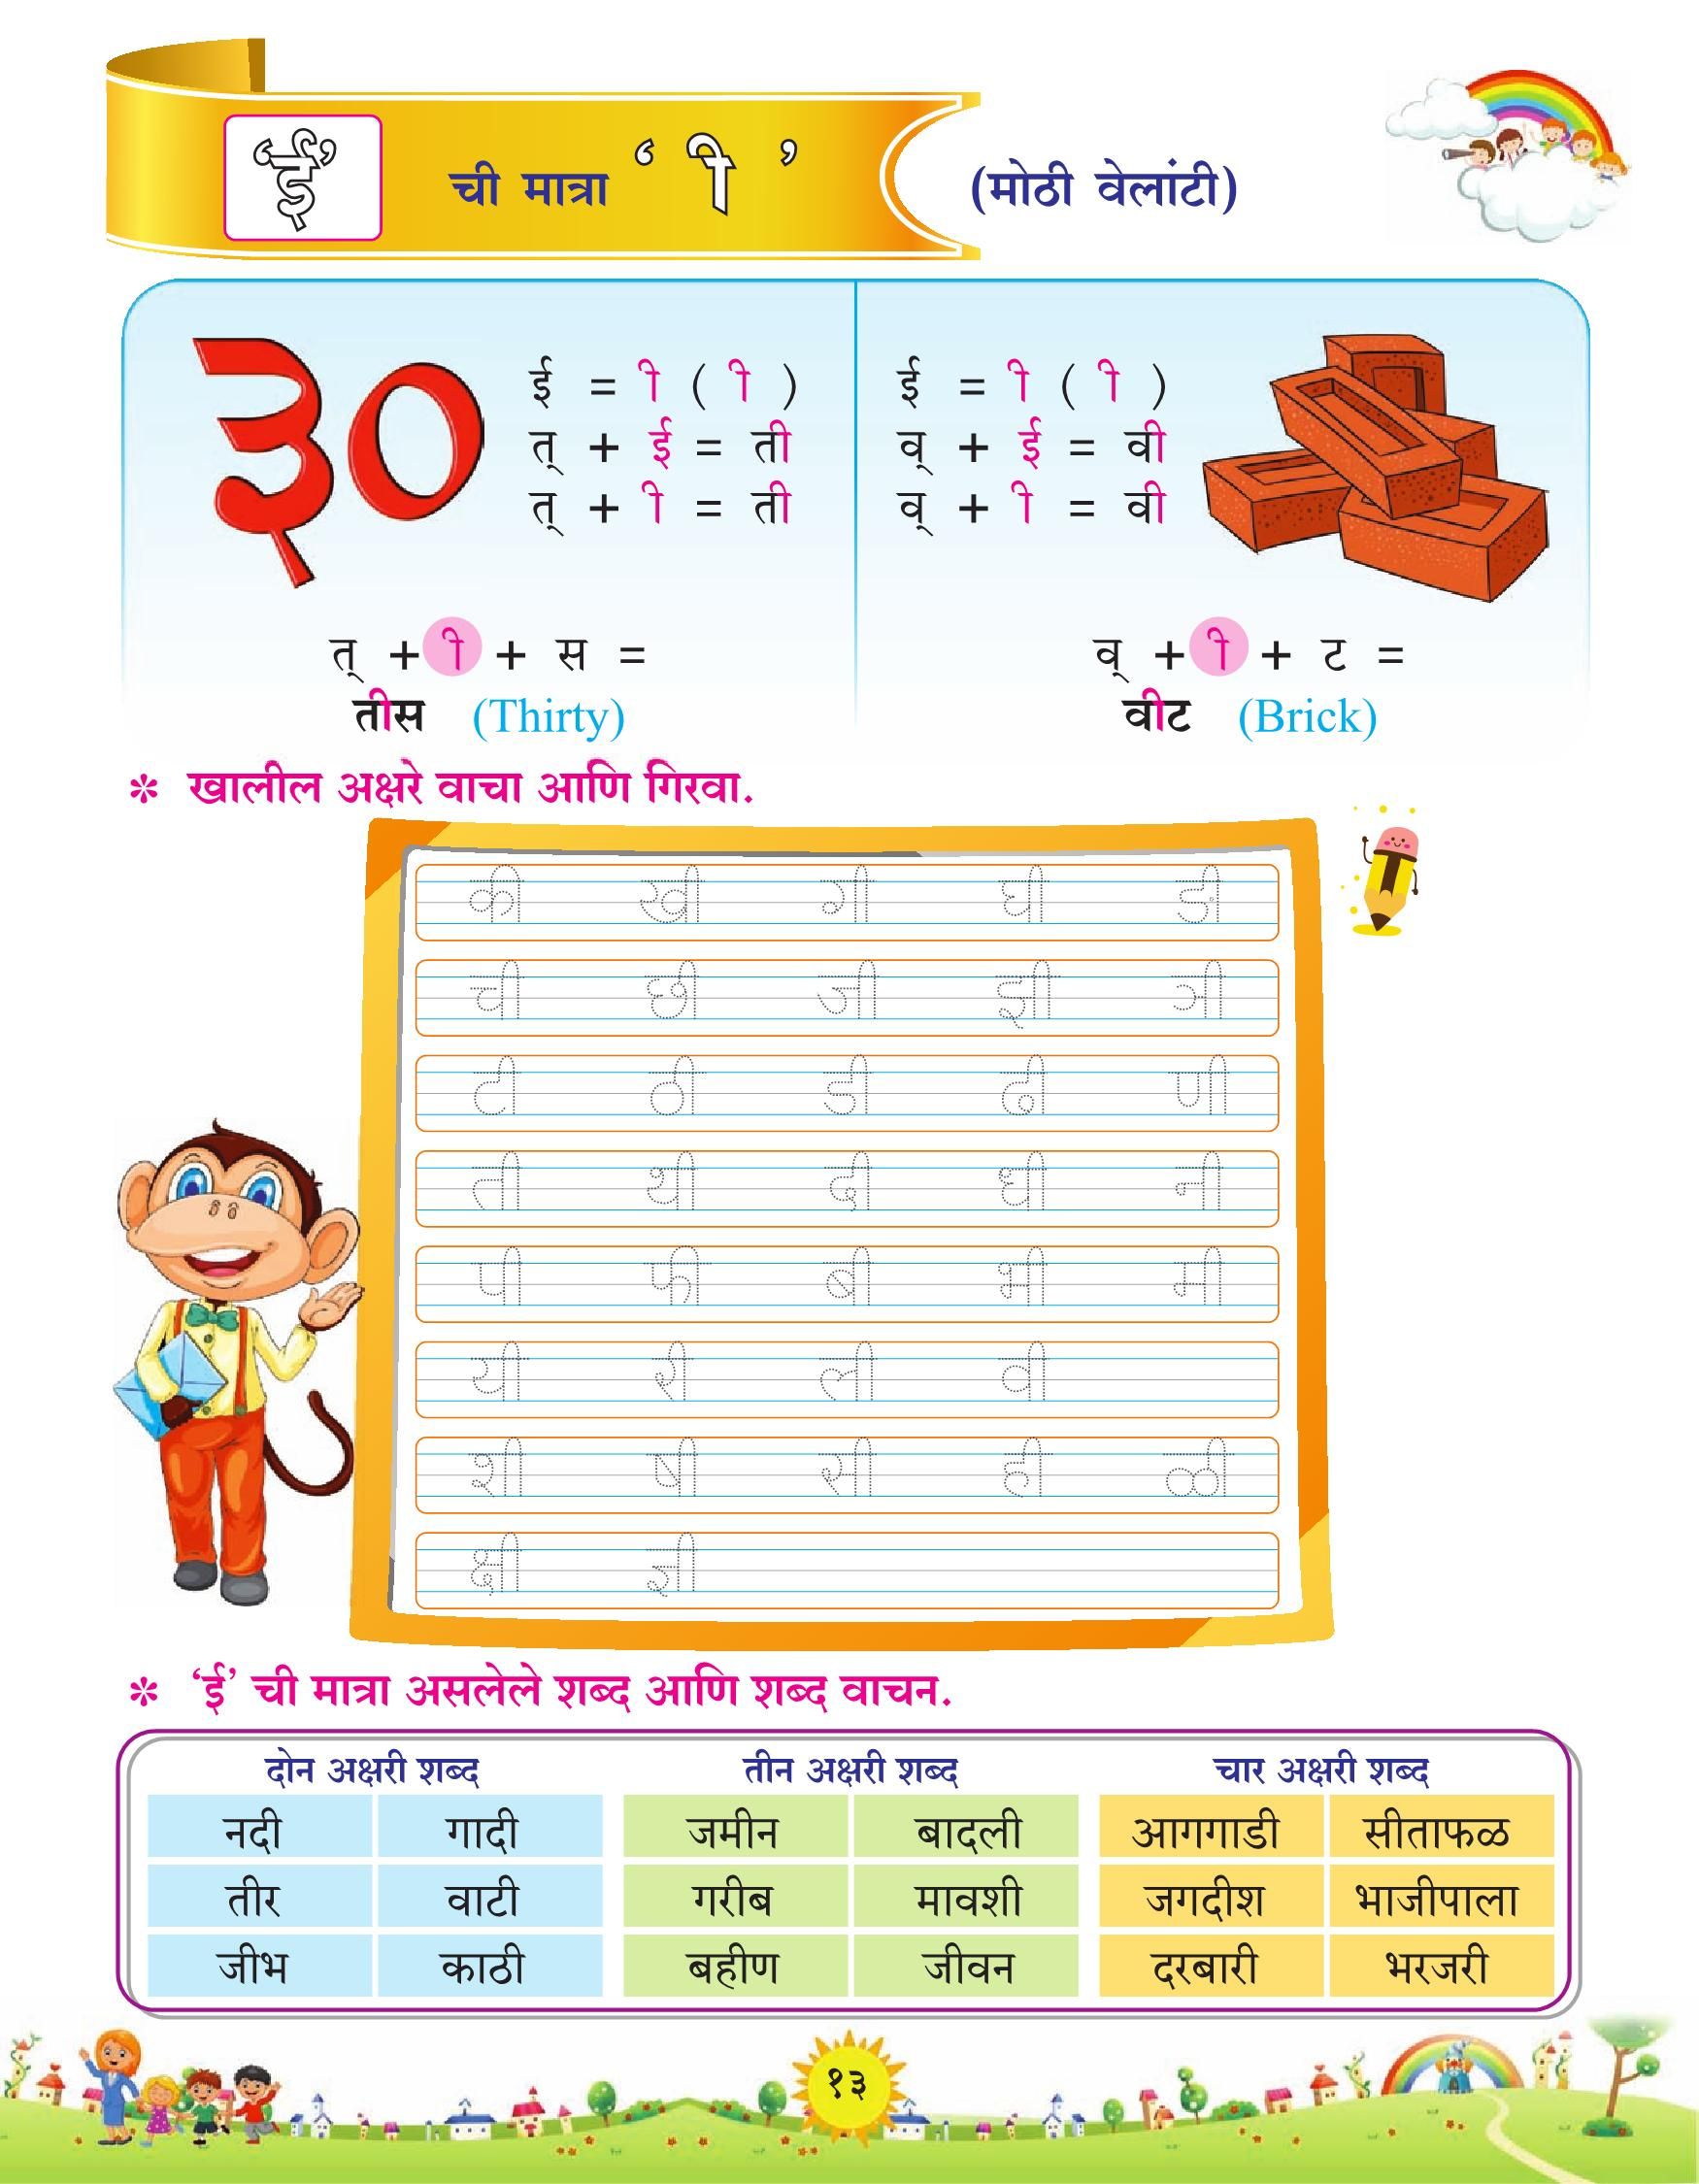 ‘ई’ ची मात्रा ‘ ी ’ (मोठी वेलांटी)
३०
ई = ी ( ी )
त् + ई = ती
त् + ी = ती
त् + ी + स =
तीस (Thirty)
ई = ी ( ी )
व् + ई = वी
व् + ी = वी
व् + ी + ट =
वीट (Brick)
* खालील अक्षरे वाचा आणि गिरवा.
की खी गी घी ङी
ची छी जी झी ञी
टी ठी डी ढी णी
ती थी दी धी नी
पी फी बी भी मी
यी री ली वी
शी षी सी ही ळी
क्षी ज्ञी
* ‘ई’ ची मात्रा असलेले शब्द आणि शब्द वाचन.
दोन अक्षरी शब्द तीन अक्षरी शब्द चार अक्षरी शब्द
नदी गादी जमीन बादली आगगाडी सीताफळ
तीर वाटी गरीब मावशी जगदीश भाजीपाला
जीभ काठी बहीण जीवन दरबारी भरजरी
१३